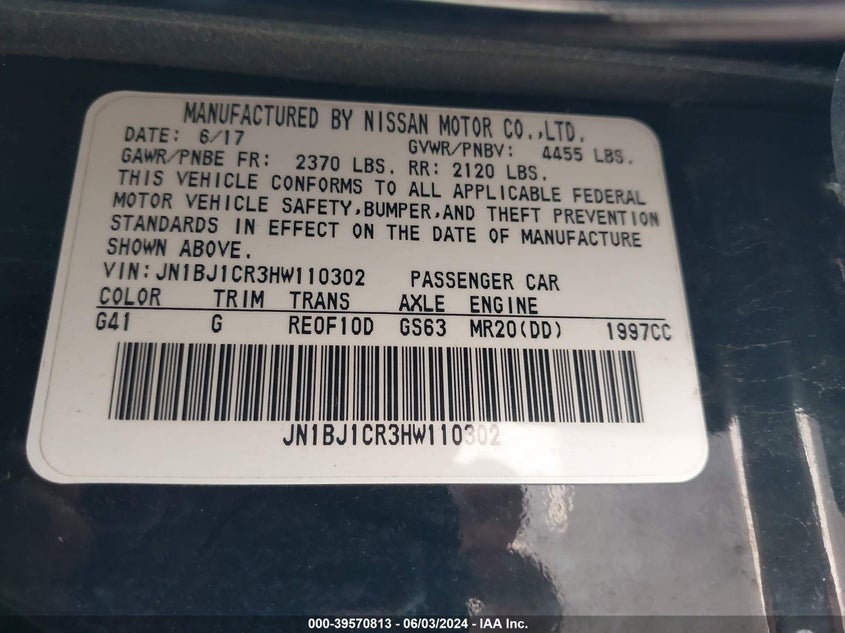 MANUFACTURED BY NISSAN MOTOR CO.,LTD.
DATE: 6/17 GVWR/PNBV: 4455 LBS.
GAWR/PNBE FR: 2370 LBS. RR: 2120 LBS.
THIS VEHICLE CONFORMS TO ALL APPLICABLE FEDERAL
MOTOR VEHICLE SAFETY,BUMPER,AND THEFT PREVENTION
STANDARDS IN EFFECT ON THE DATE OF MANUFACTURE
SHOWN ABOVE.
VIN:JN1BJ1CR3HW110302 PASSENGER CAR
COLOR TRIM TRANS AXLE ENGINE
G41 G RE0F10D GS63 MR20(DD) 1997CC
JN1BJ1CR3HW110302
000-39570813 - 06/03/2024 - IAA Inc.